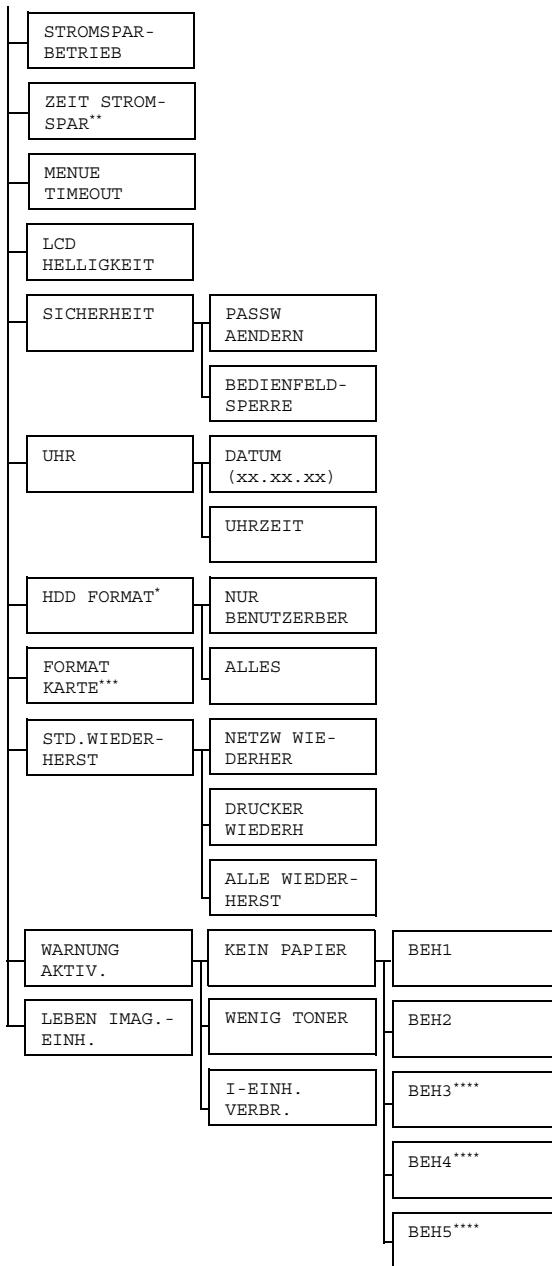 STROMSPAR-
BETRIEB
ZEIT STROM-
SPAR**
MENUE
TIMEOUT
LCD
HELLIGKEIT
SICHERHEIT
PASSW
AENDERN
BEDIENFELD-
SPERRE
UHR
DATUM
(xx.xx.xx)
UHRZEIT
HDD FORMAT*
NUR
BENUTZERBER
FORMAT
KARTE***
ALLES
STD.WIEDER-
HERST
NETZW WIE-
DERHER
DRUCKER
WIEDERH
ALLE WIEDER-
HERST
WARNUNG
AKTIV.
KEIN PAPIER
BEH1
LEBEN IMAG.-
EINH.
WENIG TONER
BEH2
I-EINH.
VERBR.
BEH3****
BEH4****
BEH5****